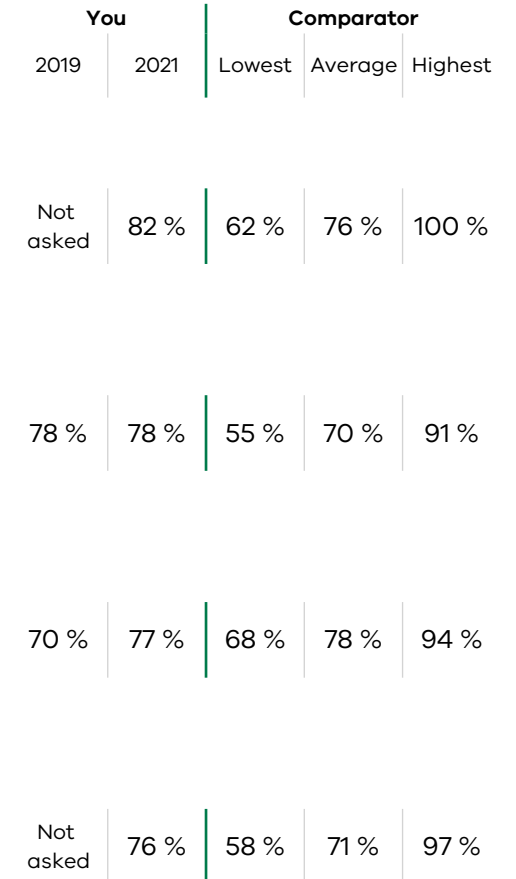 You Comparator
2019 2021 Lowest Average Highest
Not asked 82 % 62 % 76 % 100 %
78 % 78 % 55 % 70 % 91 %
70 % 77 % 68 % 78 % 94 %
Not asked 76 % 58 % 71 % 97 %